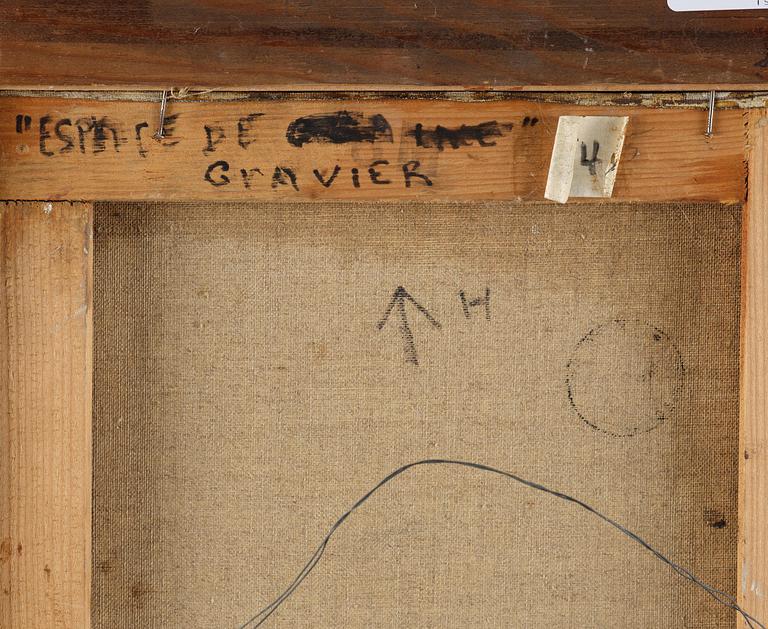 "ESPACE DE "
GRAVIER
4
↑ H